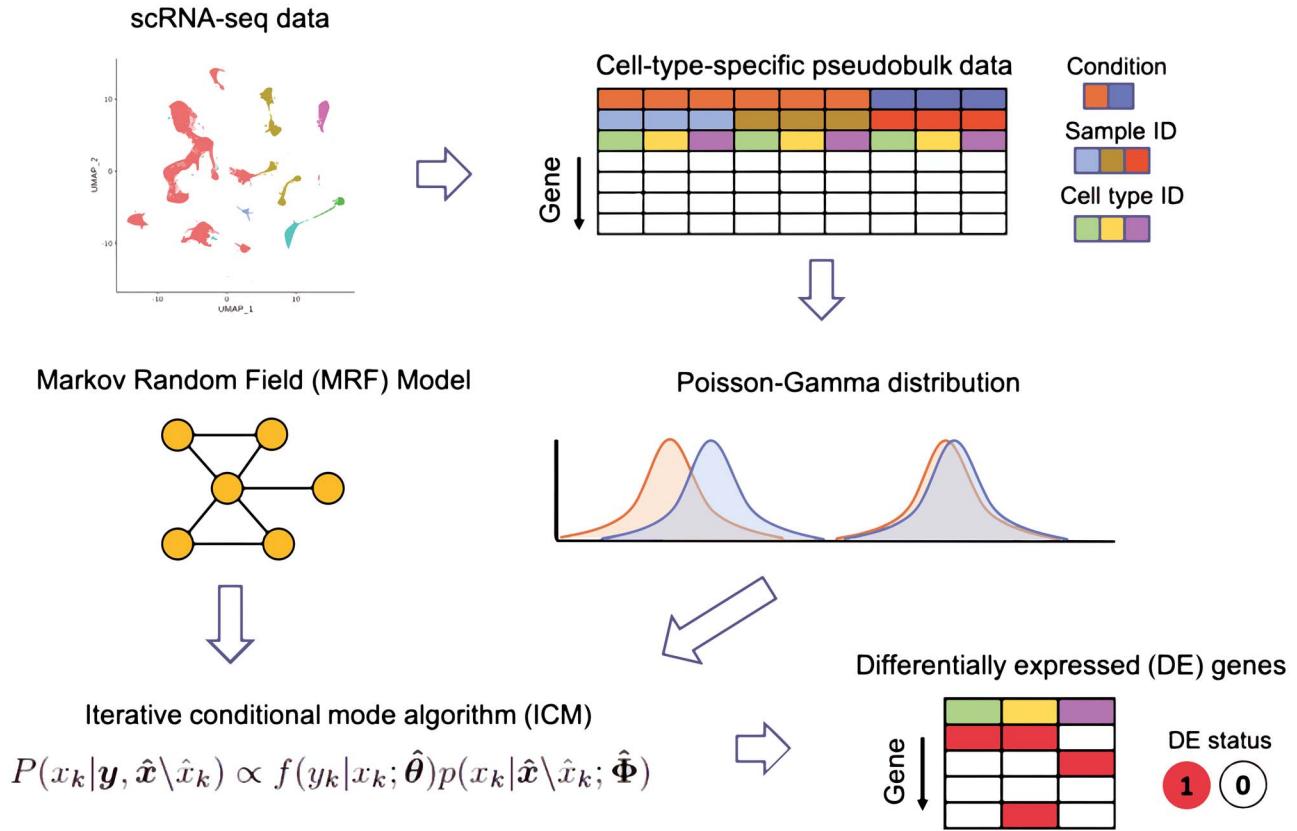 scRNA-seq data
10
0
-10
UMAP_2
-10
0
10
UMAP_1
Cell-type-specific pseudobulk data
Gene
Condition
Sample ID
Cell type ID
Markov Random Field (MRF) Model
Poisson-Gamma distribution
Iterative conditional mode algorithm (ICM)
P(x_k|y, x̂\x̂_k) ∝ f(y_k|x_k; θ̂)p(x_k|x̂\x̂_k; Φ̂)
Differentially expressed (DE) genes
Gene
DE status
1 0